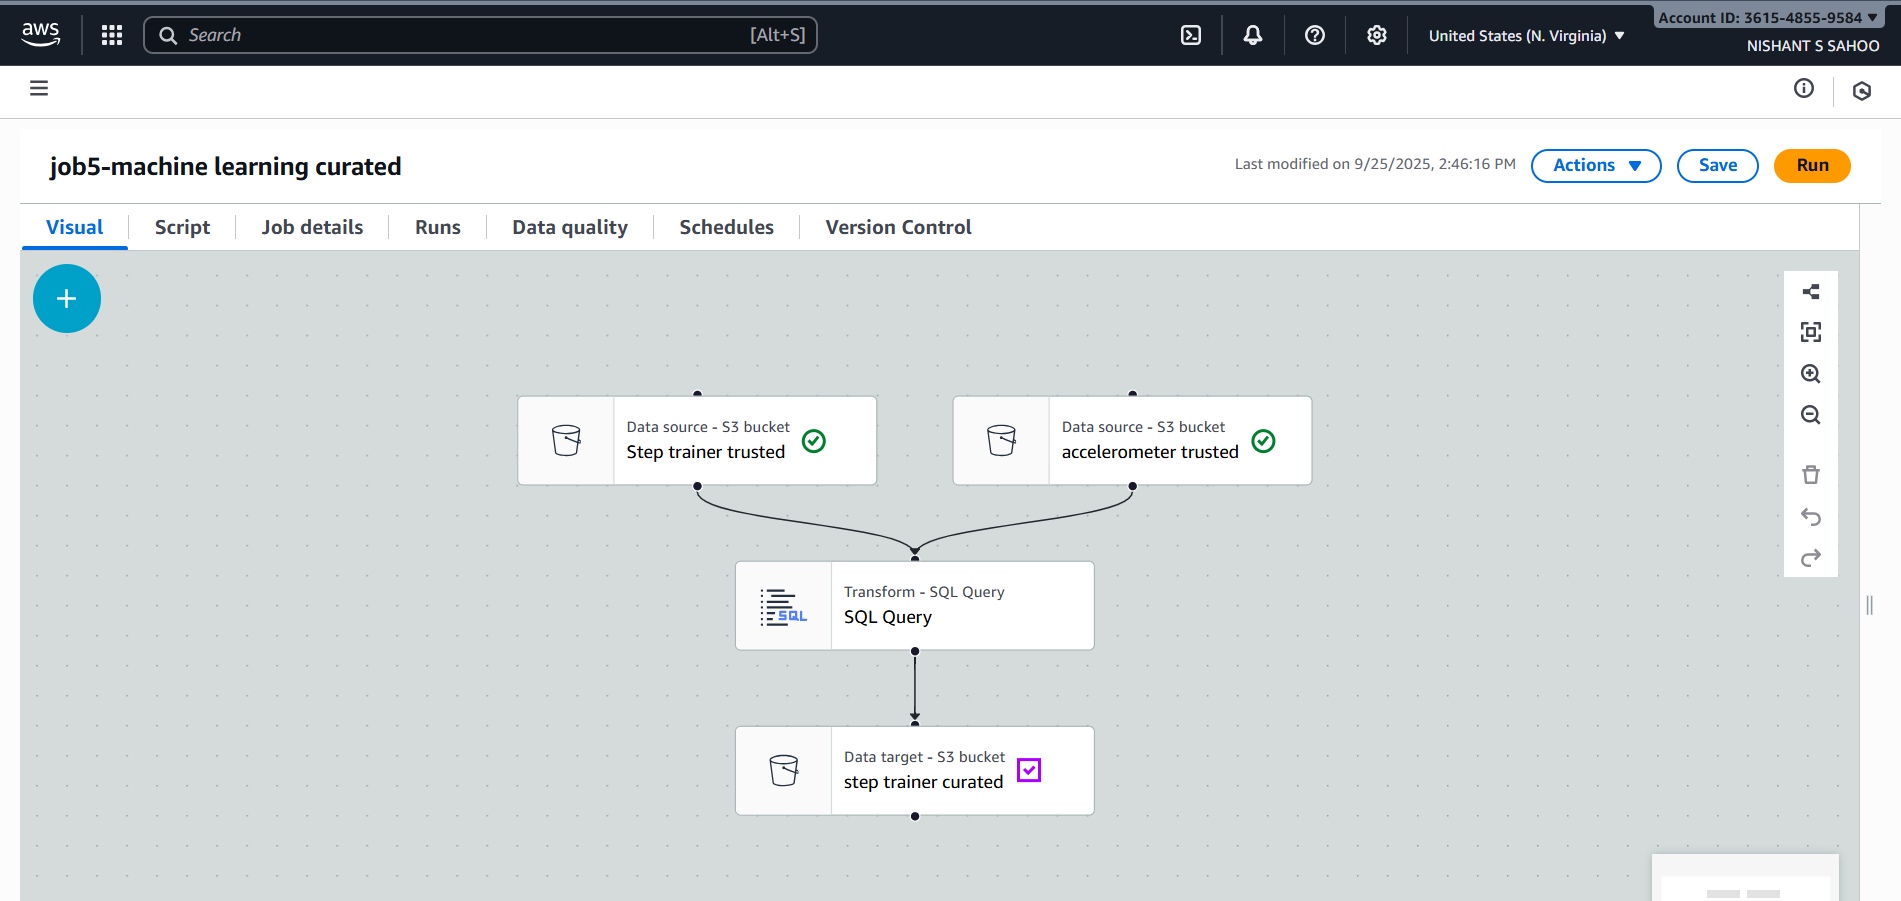 aws
Search [Alt+S]
United States (N. Virginia)
Account ID: 3615-4855-9584
NISHANT S SAHOO
job5-machine learning curated
Last modified on 9/25/2025, 2:46:16 PM
Actions
Save
Run
Visual
Script
Job details
Runs
Data quality
Schedules
Version Control
Data source - S3 bucket
Step trainer trusted
Data source - S3 bucket
accelerometer trusted
SQL
Transform - SQL Query
SQL Query
Data target - S3 bucket
step trainer curated